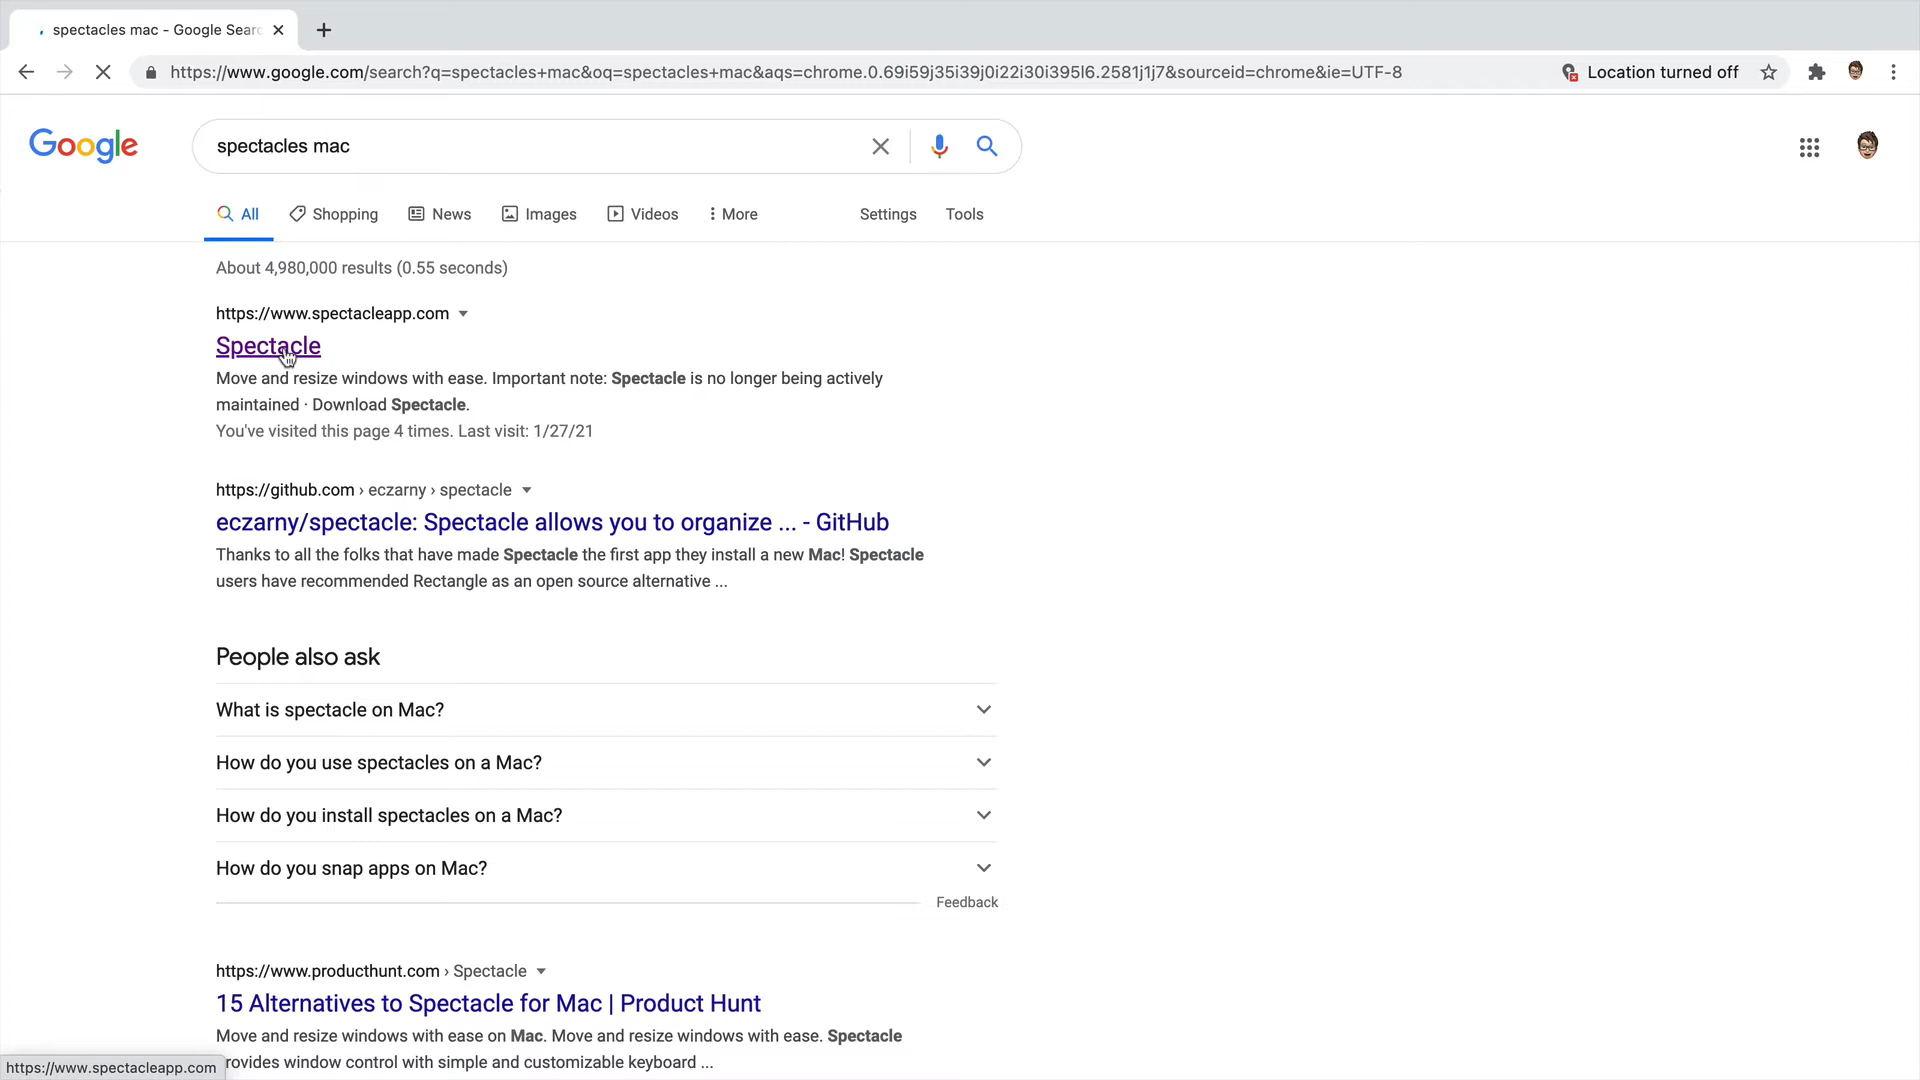 spectacles mac - Google Searc
https://www.google.com/search?q=spectacles+mac&oq=spectacles+mac&aqs=chrome.0.69i59j35i39j0i22i30i395l6.2581j1j7&sourceid=chrome&ie=UTF-8
Location turned off
Google
spectacles mac
All Shopping News Images Videos More Settings Tools
About 4,980,000 results (0.55 seconds)
https://www.spectacleapp.com
Spectacle
Move and resize windows with ease. Important note: Spectacle is no longer being actively
maintained · Download Spectacle.
You've visited this page 4 times. Last visit: 1/27/21
https://github.com › eczarny › spectacle
eczarny/spectacle: Spectacle allows you to organize ... - GitHub
Thanks to all the folks that have made Spectacle the first app they install a new Mac! Spectacle
users have recommended Rectangle as an open source alternative ...
People also ask
What is spectacle on Mac?
How do you use spectacles on a Mac?
How do you install spectacles on a Mac?
How do you snap apps on Mac?
Feedback
https://www.producthunt.com › Spectacle
15 Alternatives to Spectacle for Mac | Product Hunt
Move and resize windows with ease on Mac. Move and resize windows with ease. Spectacle
rovides window control with simple and customizable keyboard ...
https://www.spectacleapp.com